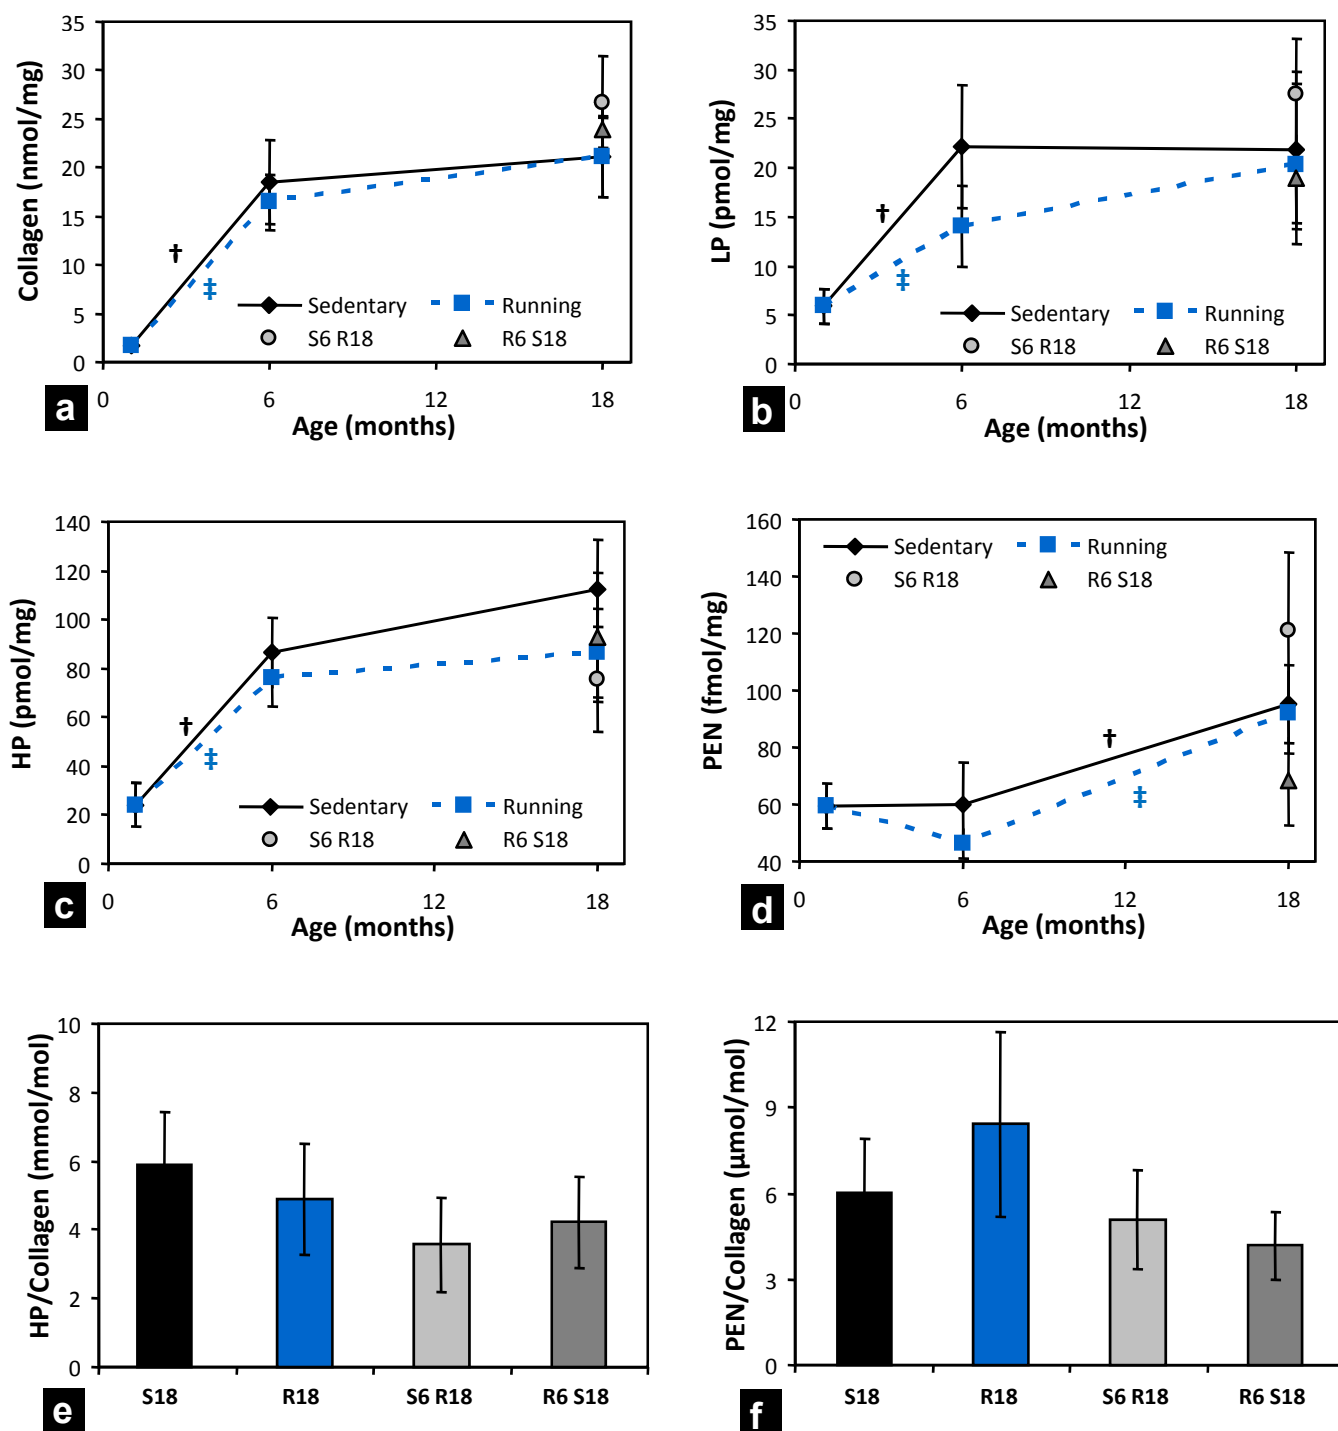 Collagen (nmol/mg)
35
30
25
20
15
10
5
0
†
‡
Sedentary
Running
S6 R18
R6 S18
0
6
12
18
Age (months)
a
LP (pmol/mg)
35
30
25
20
15
10
5
0
†
‡
Sedentary
Running
S6 R18
R6 S18
0
6
12
18
Age (months)
b
HP (pmol/mg)
140
120
100
80
60
40
20
0
†
‡
Sedentary
Running
S6 R18
R6 S18
0
6
12
18
Age (months)
c
PEN (fmol/mg)
160
140
120
100
80
60
40
Sedentary
Running
S6 R18
R6 S18
†
‡
0
6
12
18
Age (months)
d
HP/Collagen (mmol/mol)
10
8
6
4
2
0
S18
R18
S6 R18
R6 S18
e
PEN/Collagen (μmol/mol)
12
9
6
3
0
S18
R18
S6 R18
R6 S18
f